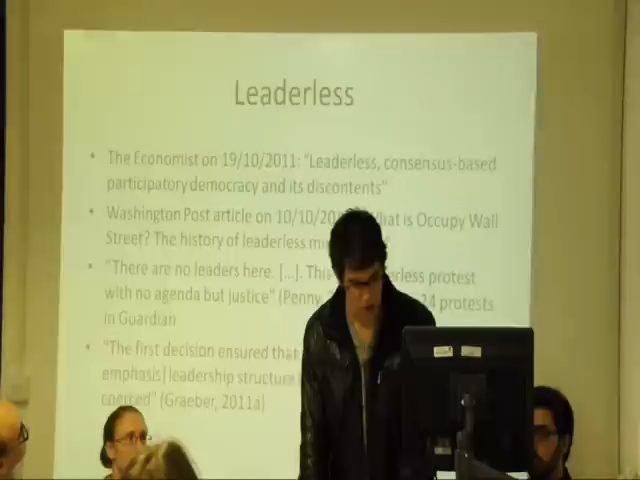 Leaderless
• The Economist on 19/10/2011: "Leaderless, consensus-based
participatory democracy and its discontents"
• Washington Post article on 10/10/ What is Occupy Wall
Street? The history of leaderless
• "There are no leaders here. [...]. This protest
with no agenda but justice" (Penny, 24 protests
in Guardian
• "The first decision ensured that
emphasis] leadership structure
coerced" (Graeber, 2011a)